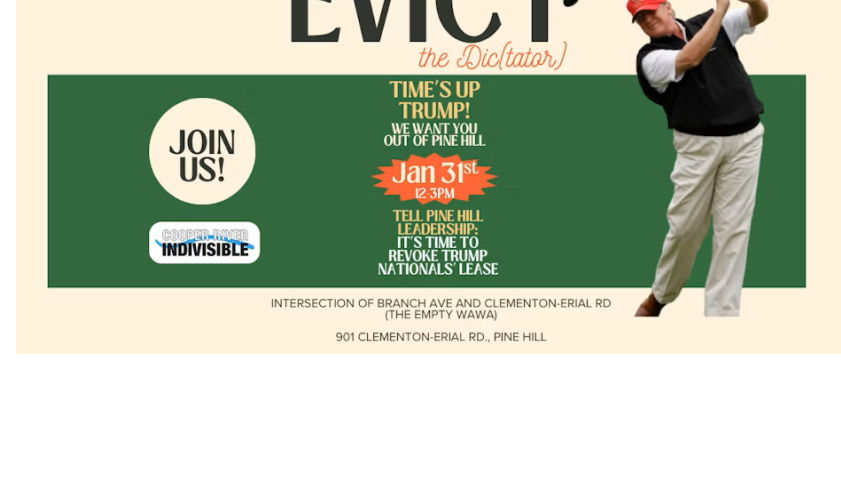 EVICT
the Dic(tator)
TIME'S UP
TRUMP!
WE WANT YOU
OUT OF PINE HILL
JOIN
US!
Jan 31st
12-3PM
COOPER RIVER
INDIVISIBLE
TELL PINE HILL
LEADERSHIP:
IT'S TIME TO
REVOKE TRUMP
NATIONALS' LEASE
INTERSECTION OF BRANCH AVE AND CLEMENTON-ERIAL RD
(THE EMPTY WAWA)
901 CLEMENTON-ERIAL RD., PINE HILL